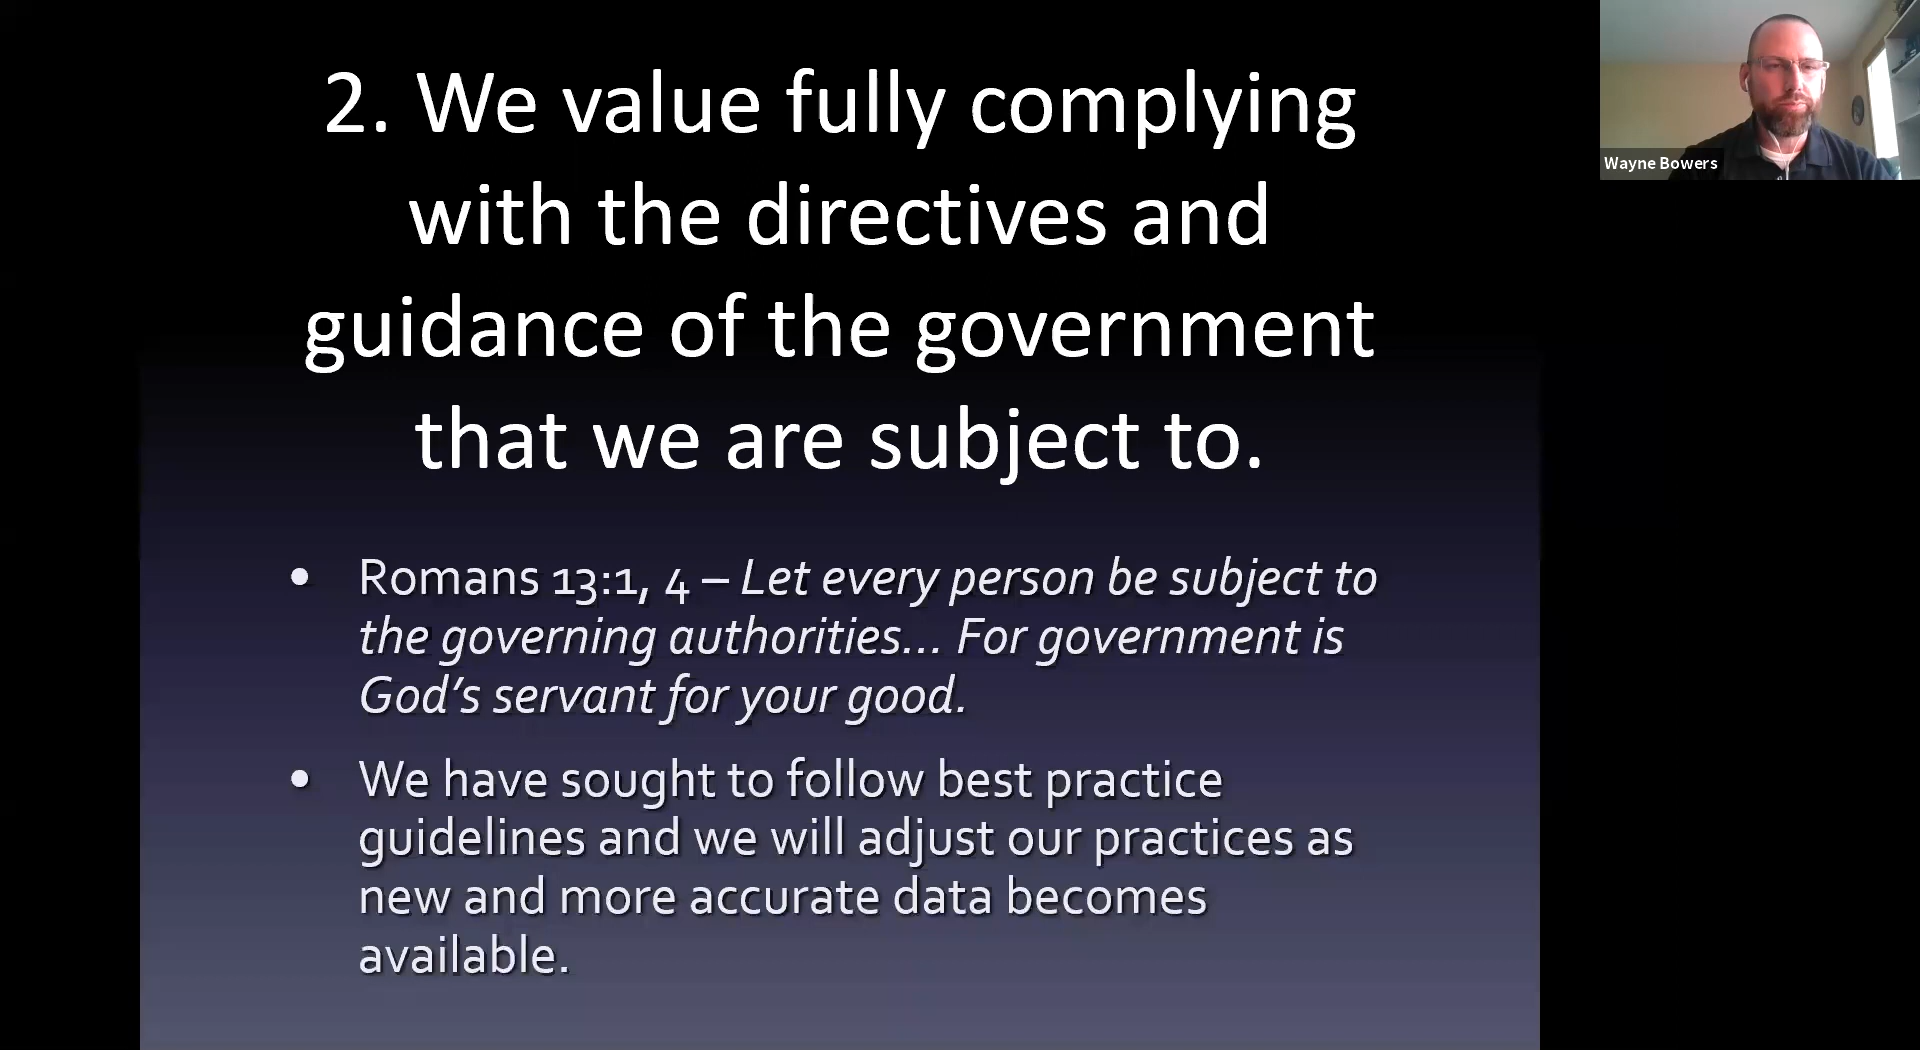 2. We value fully complying
with the directives and
guidance of the government
that we are subject to.
• Romans 13:1, 4 – Let every person be subject to
the governing authorities... For government is
God’s servant for your good.
• We have sought to follow best practice
guidelines and we will adjust our practices as
new and more accurate data becomes
available.
Wayne Bowers